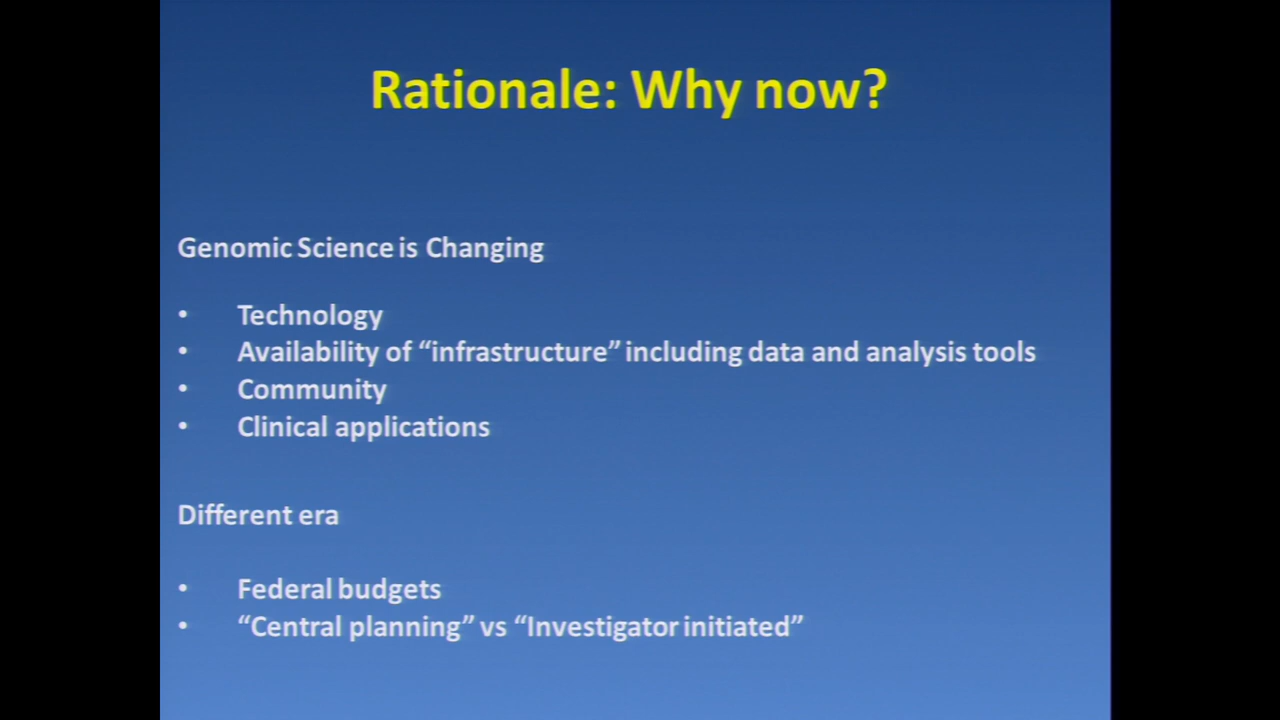 Rationale: Why now?
Genomic Science is Changing
• Technology
• Availability of “infrastructure” including data and analysis tools
• Community
• Clinical applications
Different era
• Federal budgets
• “Central planning” vs “Investigator initiated”